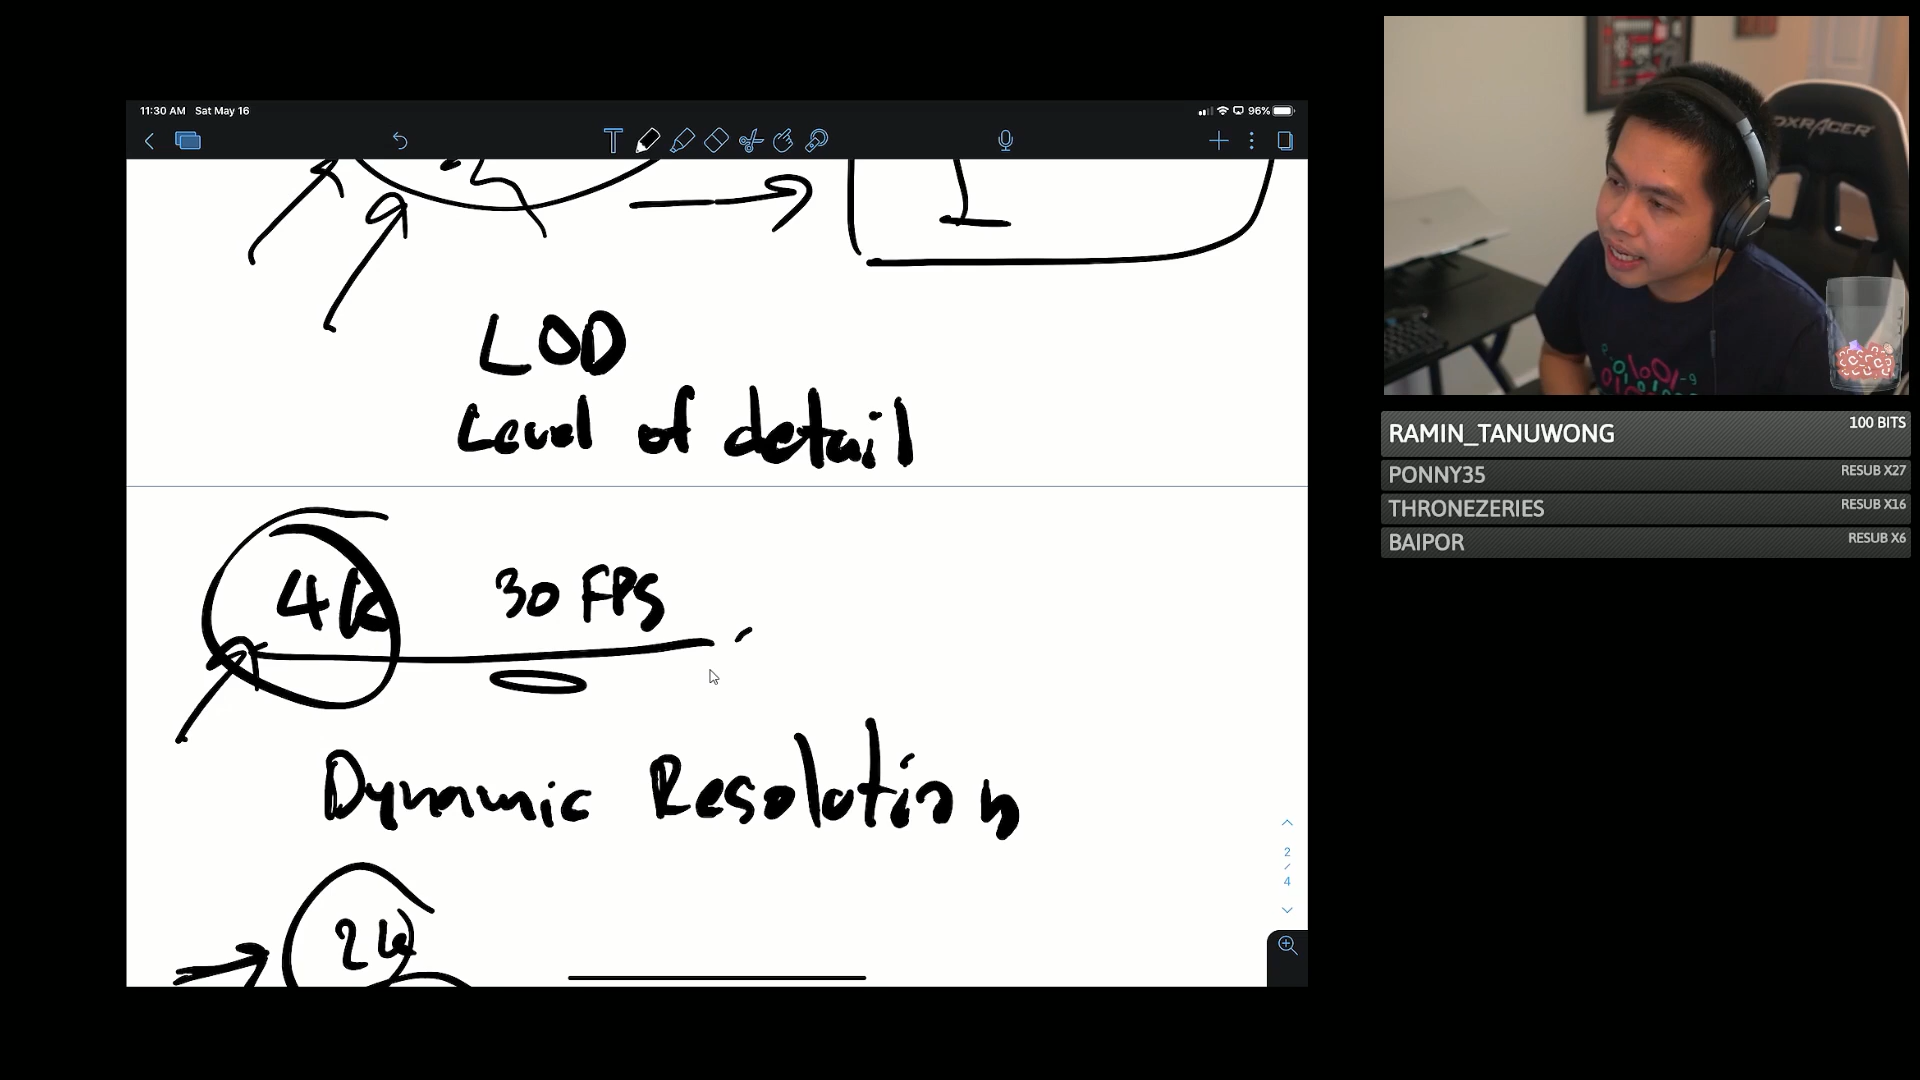 11:30 AM Sat May 16
96%
T
LOD
Level of detail
4k 30 FPS
Dynamic Resolution
2k
2
/
4
DXRACER
RAMIN_TANUWONG 100 BITS
PONNY35 RESUB X27
THRONEZERIES RESUB X16
BAIPOR RESUB X6